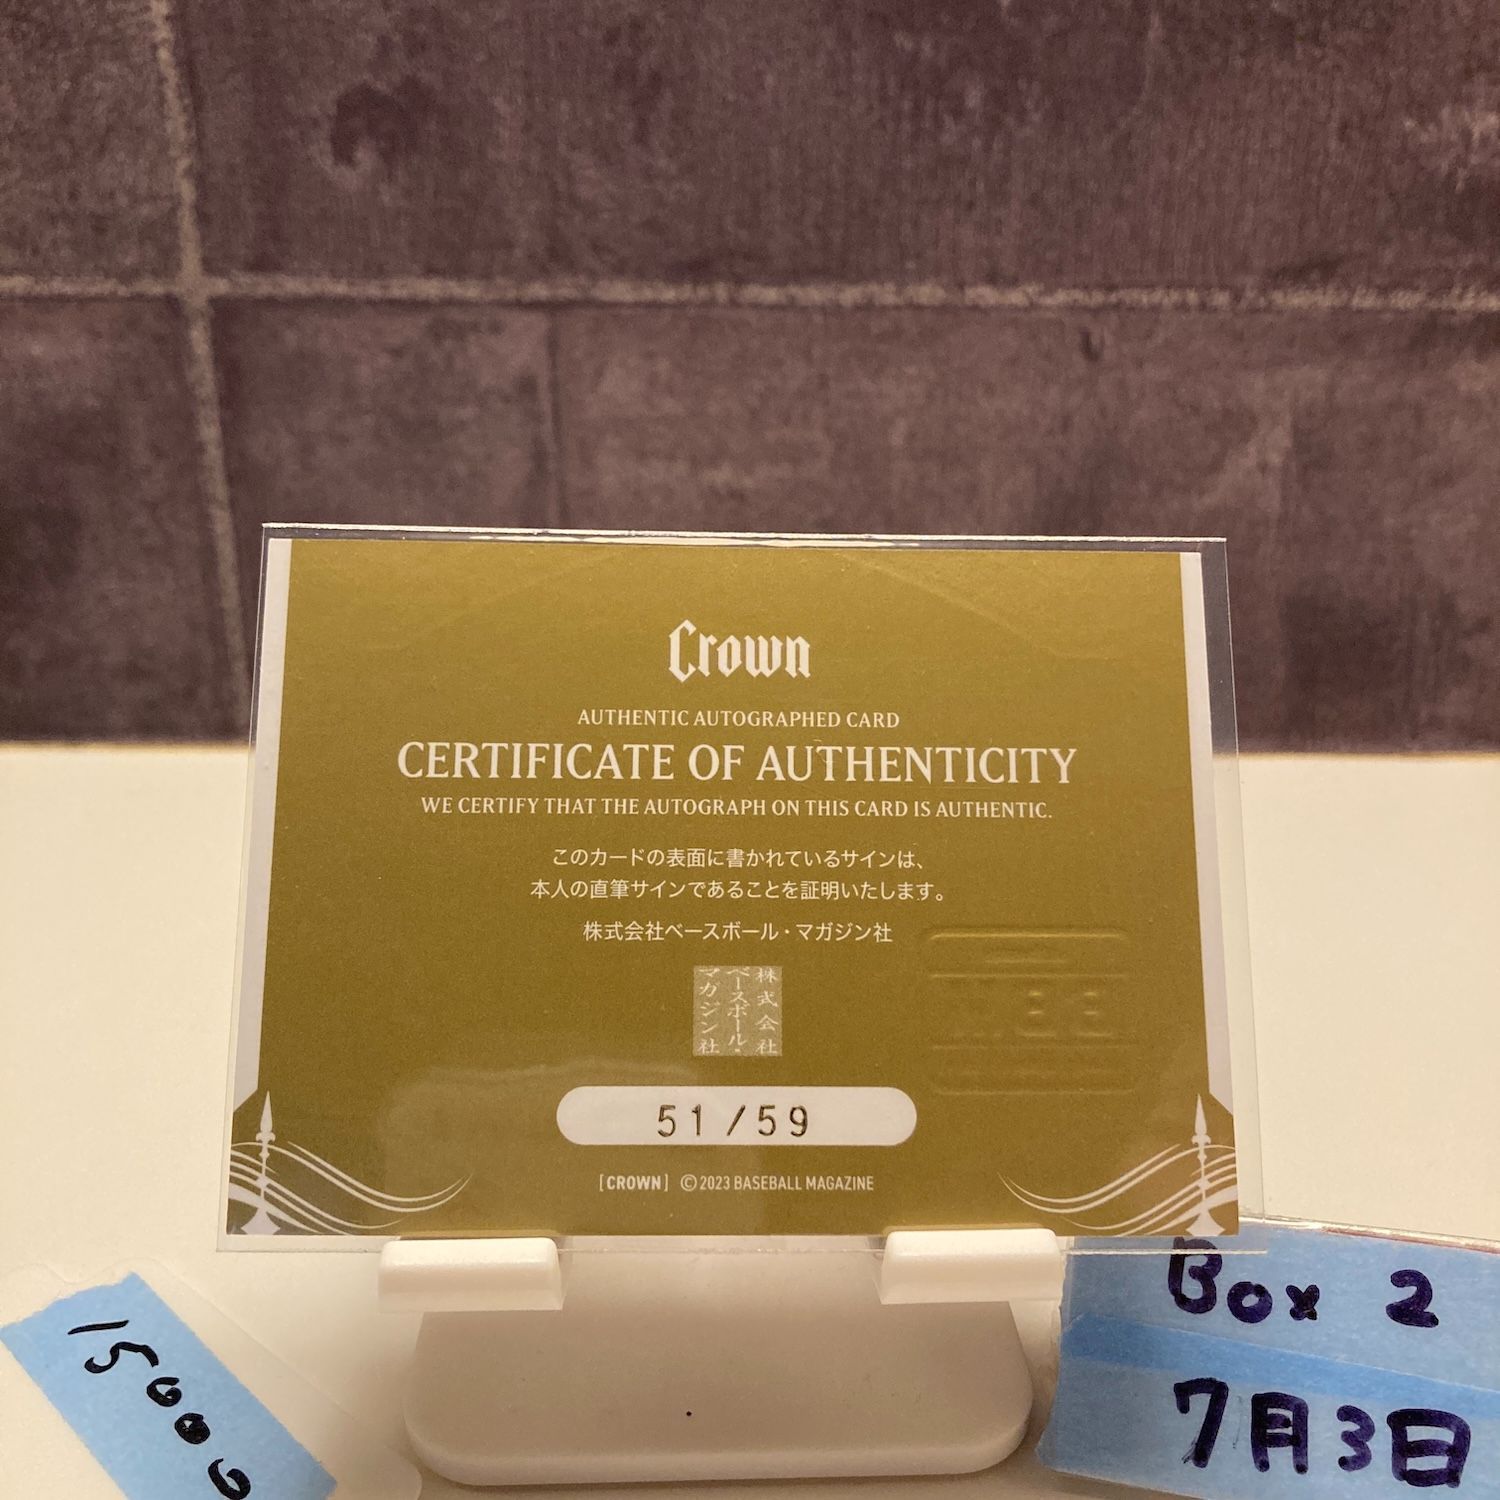 Crown
AUTHENTIC AUTOGRAPHED CARD
CERTIFICATE OF AUTHENTICITY
WE CERTIFY THAT THE AUTOGRAPH ON THIS CARD IS AUTHENTIC.
このカードの表面に書かれているサインは、
本人の直筆サインであることを証明いたします。
株式会社ベースボール・マガジン社
株式会社
ベースボール・
マガジン社
51/59
[CROWN] ©2023 BASEBALL MAGAZINE
15000
Box 2
7月3日